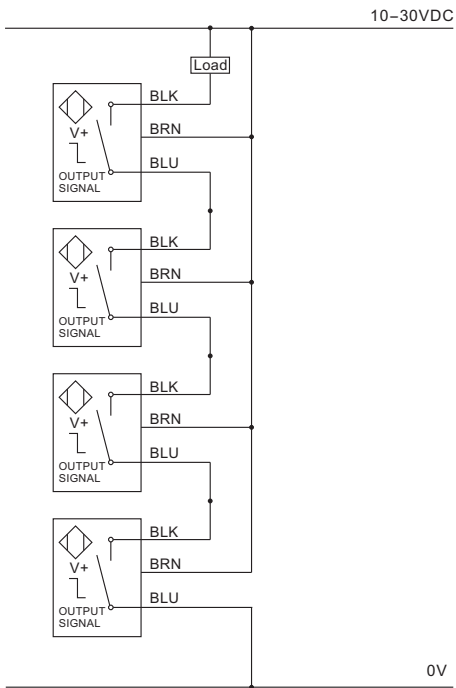 10–30VDC
Load
BLK
BRN
BLU
V+
OUTPUT
SIGNAL
BLK
BRN
BLU
V+
OUTPUT
SIGNAL
BLK
BRN
BLU
V+
OUTPUT
SIGNAL
BLK
BRN
BLU
V+
OUTPUT
SIGNAL
0V